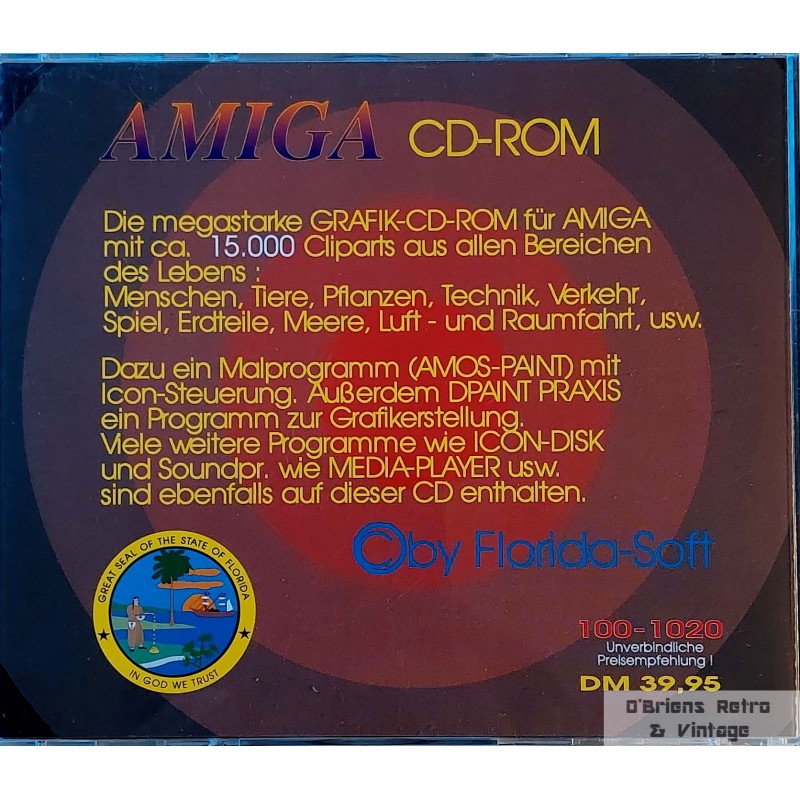 AMIGA CD-ROM
Die megastarke GRAFIK-CD-ROM für AMIGA
mit ca. 15.000 Cliparts aus allen Bereichen
des Lebens :
Menschen, Tiere, Pflanzen, Technik, Verkehr,
Spiel, Erdteile, Meere, Luft - und Raumfahrt, usw.
Dazu ein Malprogramm (AMOS-PAINT) mit
Icon-Steuerung. Außerdem DPAINT PRAXIS
ein Programm zur Grafikerstellung.
Viele weitere Programme wie ICON-DISK
und Soundpr. wie MEDIA-PLAYER usw.
sind ebenfalls auf dieser CD enthalten.
©by Florida-Soft
GREAT SEAL OF THE STATE OF FLORIDA
IN GOD WE TRUST
100-1020
Unverbindliche
Preisempfehlung !
DM 39,95
O'Briens Retro
& Vintage